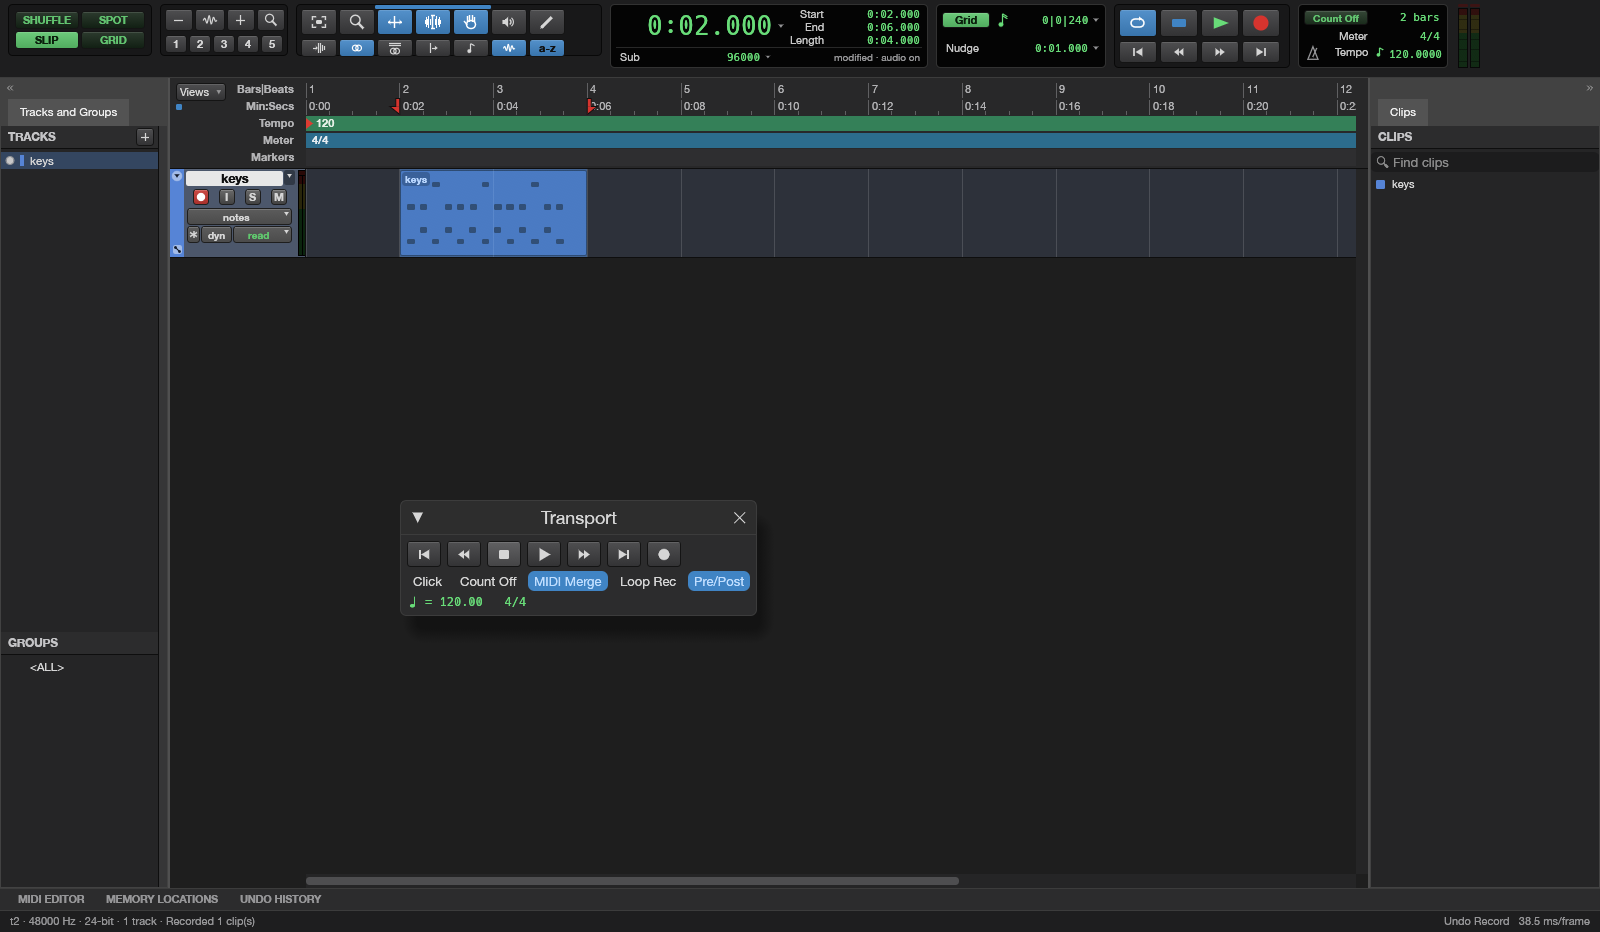 SHUFFLE SPOT
SLIP GRID
1 2 3 4 5
a-z
0:02.000
Start 0:02.000
End 0:06.000
Length 0:04.000
Sub 96000 modified · audio on
Grid 0|0|240
Nudge 0:01.000
Count Off 2 bars
Meter 4/4
Tempo 120.0000
Tracks and Groups
TRACKS +
keys
GROUPS
<ALL>
Views
Bars|Beats 1 2 3 4 5 6 7 8 9 10 11 12
Min:Secs 0:00 0:02 0:04 0:06 0:08 0:10 0:12 0:14 0:16 0:18 0:20 0:2
Tempo 120
Meter 4/4
Markers
keys
I S M
notes
dyn read
keys
Transport
Click Count Off MIDI Merge Loop Rec Pre/Post
♩ = 120.00 4/4
Clips
CLIPS
Find clips
keys
MIDI EDITOR MEMORY LOCATIONS UNDO HISTORY
t2 · 48000 Hz · 24-bit · 1 track · Recorded 1 clip(s)
Undo Record 38.5 ms/frame